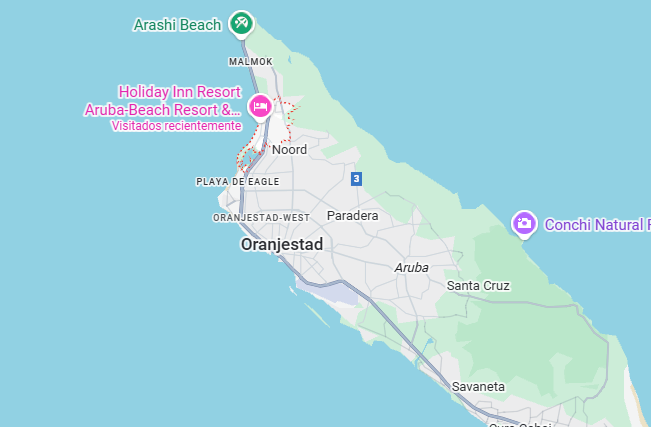 Arashi Beach
MALMOK
Holiday Inn Resort
Aruba-Beach Resort &...
Visitados recientemente
Noord
3
PLAYA DE EAGLE
ORANJESTAD-WEST
Paradera
Conchi Natural
Oranjestad
Aruba
Santa Cruz
Savaneta